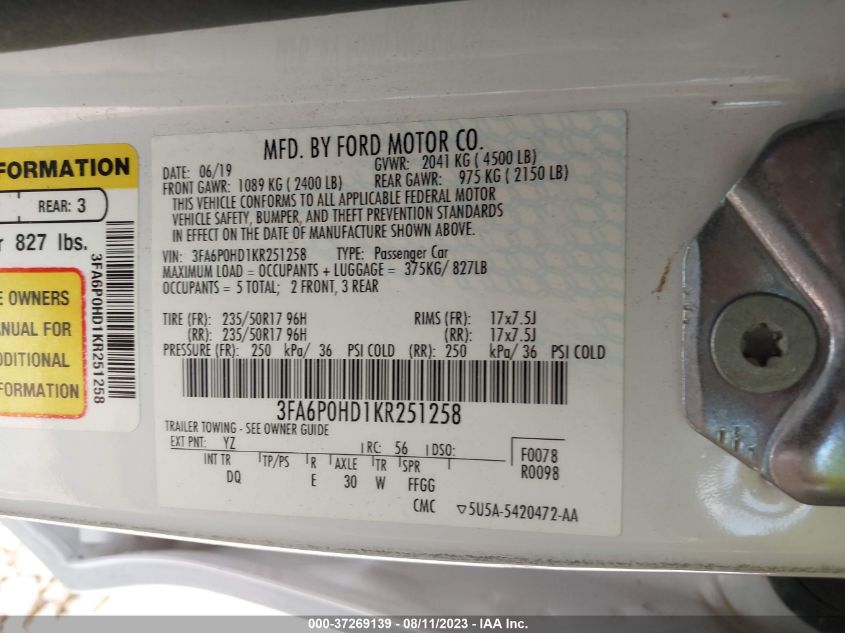 FORMATION
REAR: 3
827 lbs.
OWNERS
FOR
INFORMATION
3FA6P0HD1KR251258
MFD. BY FORD MOTOR CO.
DATE: 06/19 GVWR: 2041 KG ( 4500 LB)
FRONT GAWR: 1089 KG ( 2400 LB) REAR GAWR: 975 KG ( 2150 LB)
THIS VEHICLE CONFORMS TO ALL APPLICABLE FEDERAL MOTOR
VEHICLE SAFETY, BUMPER, AND THEFT PREVENTION STANDARDS
IN EFFECT ON THE DATE OF MANUFACTURE SHOWN ABOVE.
VIN: 3FA6P0HD1KR251258 TYPE: Passenger Car
MAXIMUM LOAD = OCCUPANTS + LUGGAGE = 375KG/ 827LB
OCCUPANTS = 5 TOTAL; 2 FRONT, 3 REAR
TIRE (FR): 235/50R17 96H RIMS (FR): 17x7.5J
(RR): 235/50R17 96H (RR): 17x7.5J
PRESSURE (FR): 250 kPa/ 36 PSI COLD (RR): 250 kPa/ 36 PSI COLD
3FA6P0HD1KR251258
TRAILER TOWING - SEE OWNER GUIDE
EXT PNT: YZ RC: 56 DSO:
F0078
R0098
INT TR TP/PS R AXLE TR SPR
DQ E 30 W FFGG
CMC ▽5U5A-5420472-AA
000-37269139 - 08/11/2023 - IAA Inc.